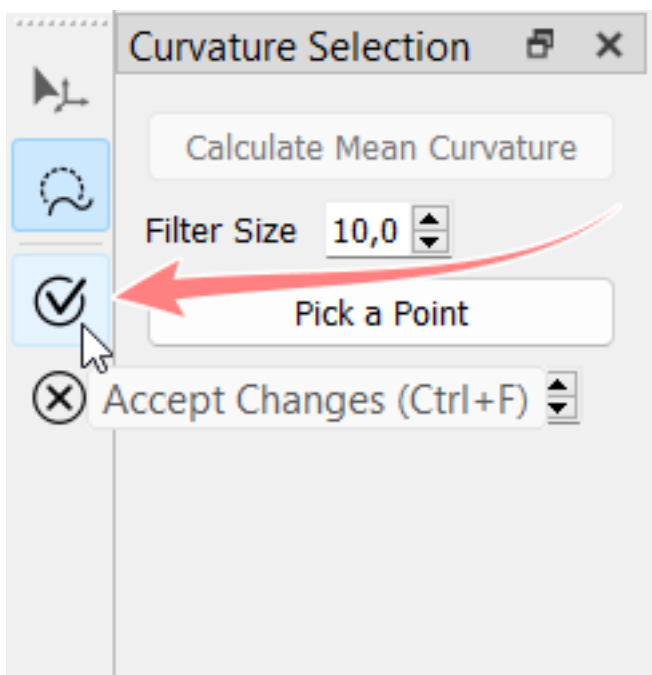 Curvature Selection
Calculate Mean Curvature
Filter Size 10,0
Pick a Point
Accept Changes (Ctrl+F)